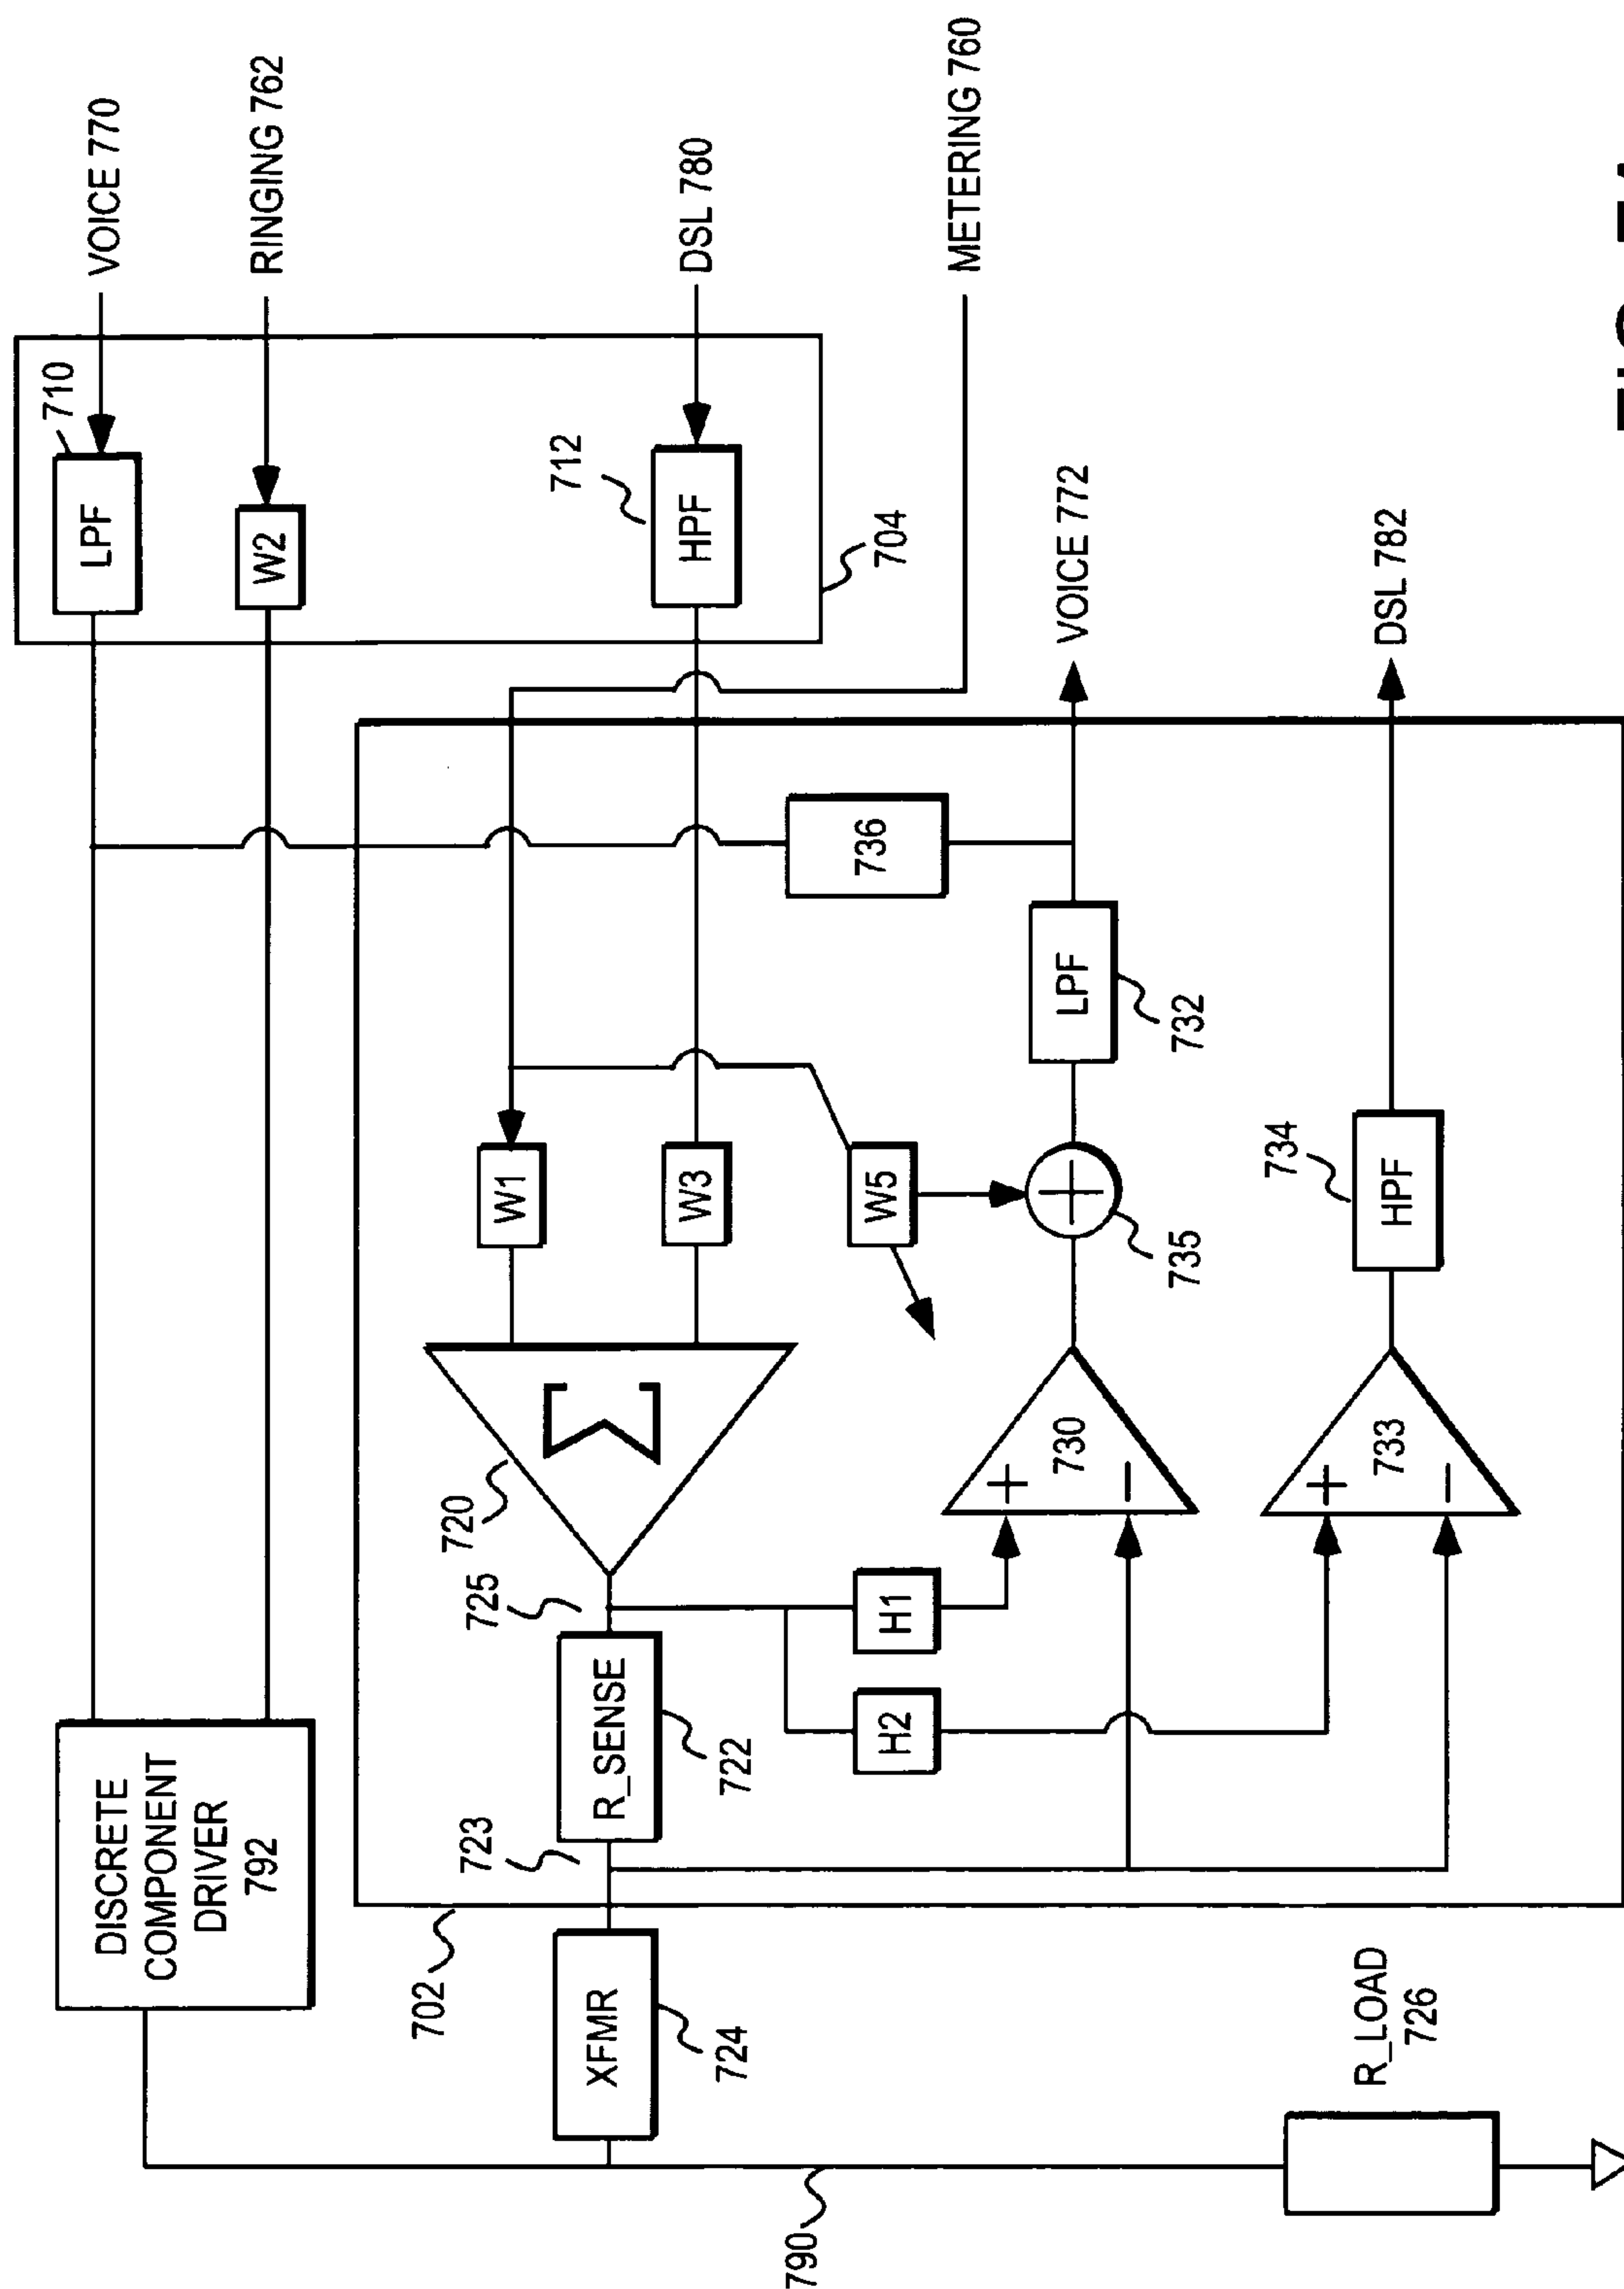 710
VOICE 770
LPF
DISCRETE
COMPONENT
DRIVER
792
W2
RINGING 762
702
723
725
720
W1
712
XFMR
R_SENSE
Σ
W3
HPF
DSL 780
724
722
790
H2
H1
W5
736
704
METERING 760
+
−
730
+
LPF
VOICE 772
735
732
734
R_LOAD
726
+
−
733
HPF
DSL 782